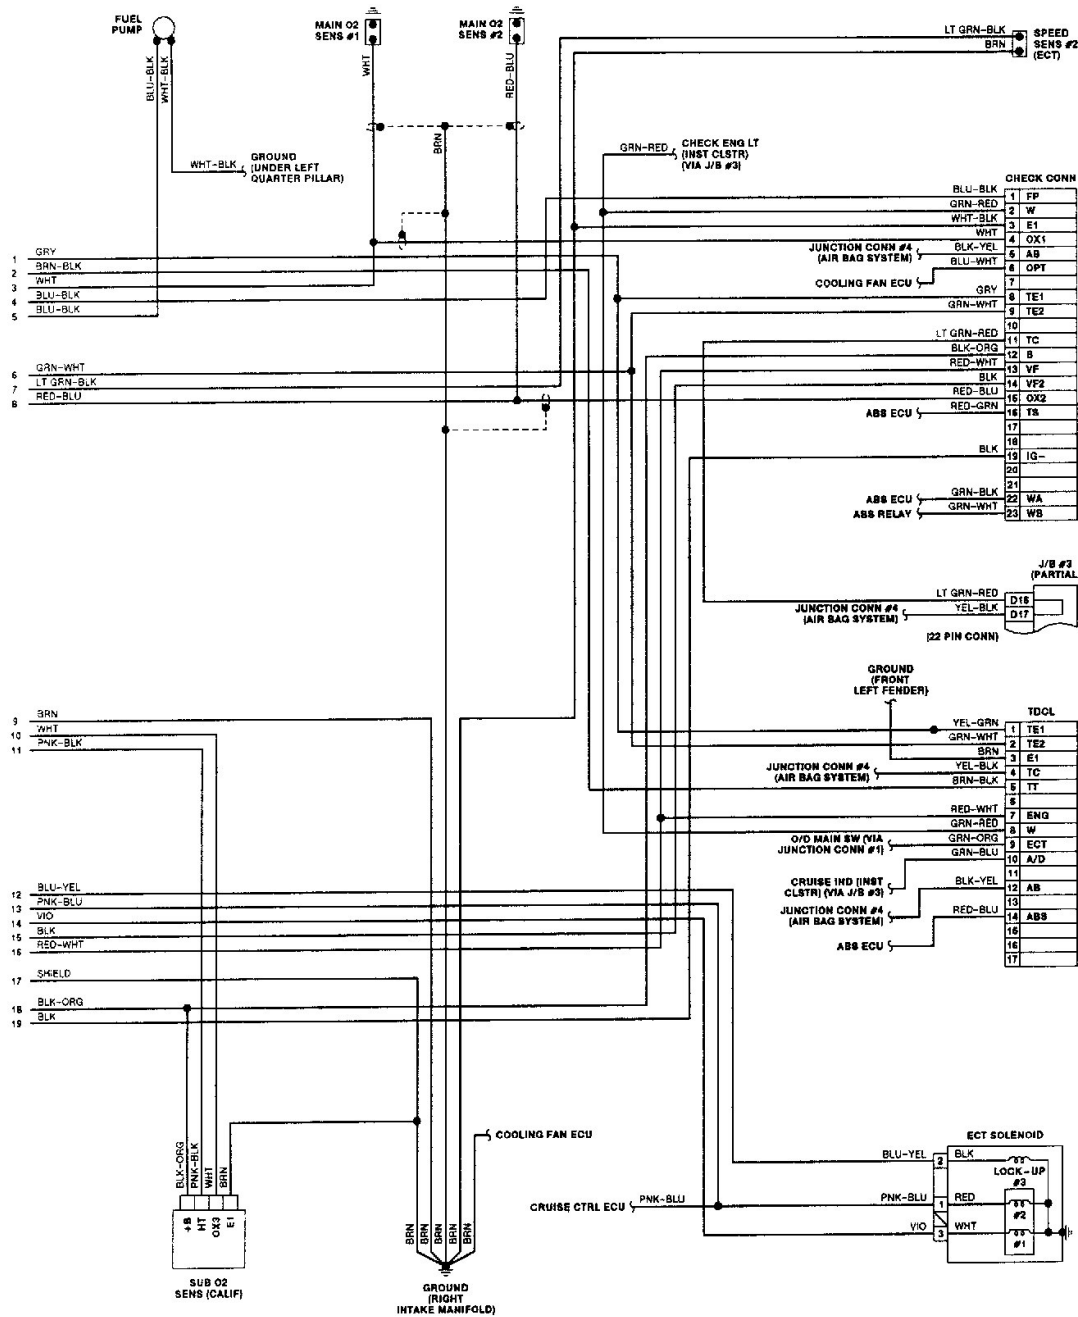 FUEL
PUMP
MAIN O2
SENS #1
MAIN O2
SENS #2
LT GRN-BLK
BRN
SPEED
SENS #2
(ECT)
BLU-BLK
WHT-BLK
WHT
RED-BLU
BRN
WHT-BLK
GROUND
(UNDER LEFT
QUARTER PILLAR)
GRN-RED
CHECK ENG LT
(INST CLSTR)
(VIA J/B #3)
CHECK CONN
BLU-BLK 1 FP
GRN-RED 2 W
WHT-BLK 3 E1
WHT 4 OX1
JUNCTION CONN #4
(AIR BAG SYSTEM)
BLK-YEL 5 AB
BLU-WHT 6 OPT
COOLING FAN ECU
7
GRY 8 TE1
GRN-WHT 9 TE2
10
LT GRN-RED 11 TC
BLK-ORG 12 B
RED-WHT 13 VF
BLK 14 VF2
RED-BLU 15 OX2
ABS ECU RED-GRN 16 TS
17
18
BLK 19 IG-
20
21
ABS ECU GRN-BLK 22 WA
ABS RELAY GRN-WHT 23 WB
1 GRY
2 BRN-BLK
3 WHT
4 BLU-BLK
5 BLU-BLK
6 GRN-WHT
7 LT GRN-BLK
8 RED-BLU
J/B #3
(PARTIAL
LT GRN-RED D16
YEL-BLK D17
JUNCTION CONN #4
(AIR BAG SYSTEM)
(22 PIN CONN)
GROUND
(FRONT
LEFT FENDER)
TDCL
YEL-GRN 1 TE1
GRN-WHT 2 TE2
BRN 3 E1
JUNCTION CONN #4
(AIR BAG SYSTEM)
YEL-BLK 4 TC
BRN-BLK 5 TT
6
RED-WHT 7 ENG
GRN-RED 8 W
O/D MAIN SW (VIA
JUNCTION CONN #1)
GRN-ORG 9 ECT
GRN-BLU 10 A/D
CRUISE IND (INST
CLSTR) (VIA J/B #3)
11
BLK-YEL 12 AB
JUNCTION CONN #4
(AIR BAG SYSTEM)
13
RED-BLU 14 ABS
ABS ECU
15
16
17
9 BRN
10 WHT
11 PNK-BLK
12 BLU-YEL
13 PNK-BLU
14 VIO
15 BLK
16 RED-WHT
17 SHIELD
18 BLK-ORG
19 BLK
BLK-ORG
PNK-BLK
WHT
BRN
+B
HT
OX3
E1
SUB O2
SENS (CALIF)
BRN
BRN
BRN
BRN
BRN
COOLING FAN ECU
GROUND
(RIGHT
INTAKE MANIFOLD)
ECT SOLENOID
BLU-YEL 2 BLK
LOCK-UP
#3
CRUISE CTRL ECU PNK-BLU
PNK-BLU 1 RED
#2
VIO 3 WHT
#1